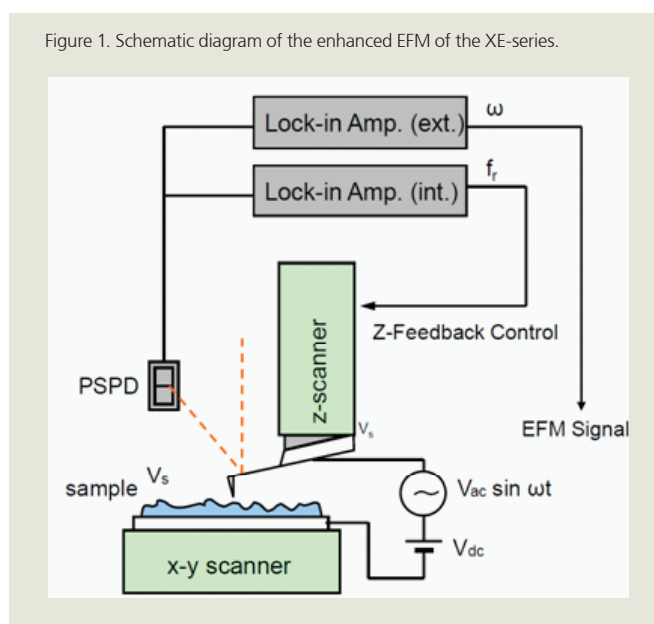 Figure 1. Schematic diagram of the enhanced EFM of the XE-series.
Lock-in Amp. (ext.)
ω
Lock-in Amp. (int.)
fr
z-scanner
Z-Feedback Control
PSPD
Vs
EFM Signal
sample
Vs
Vac sin ωt
Vdc
x-y scanner